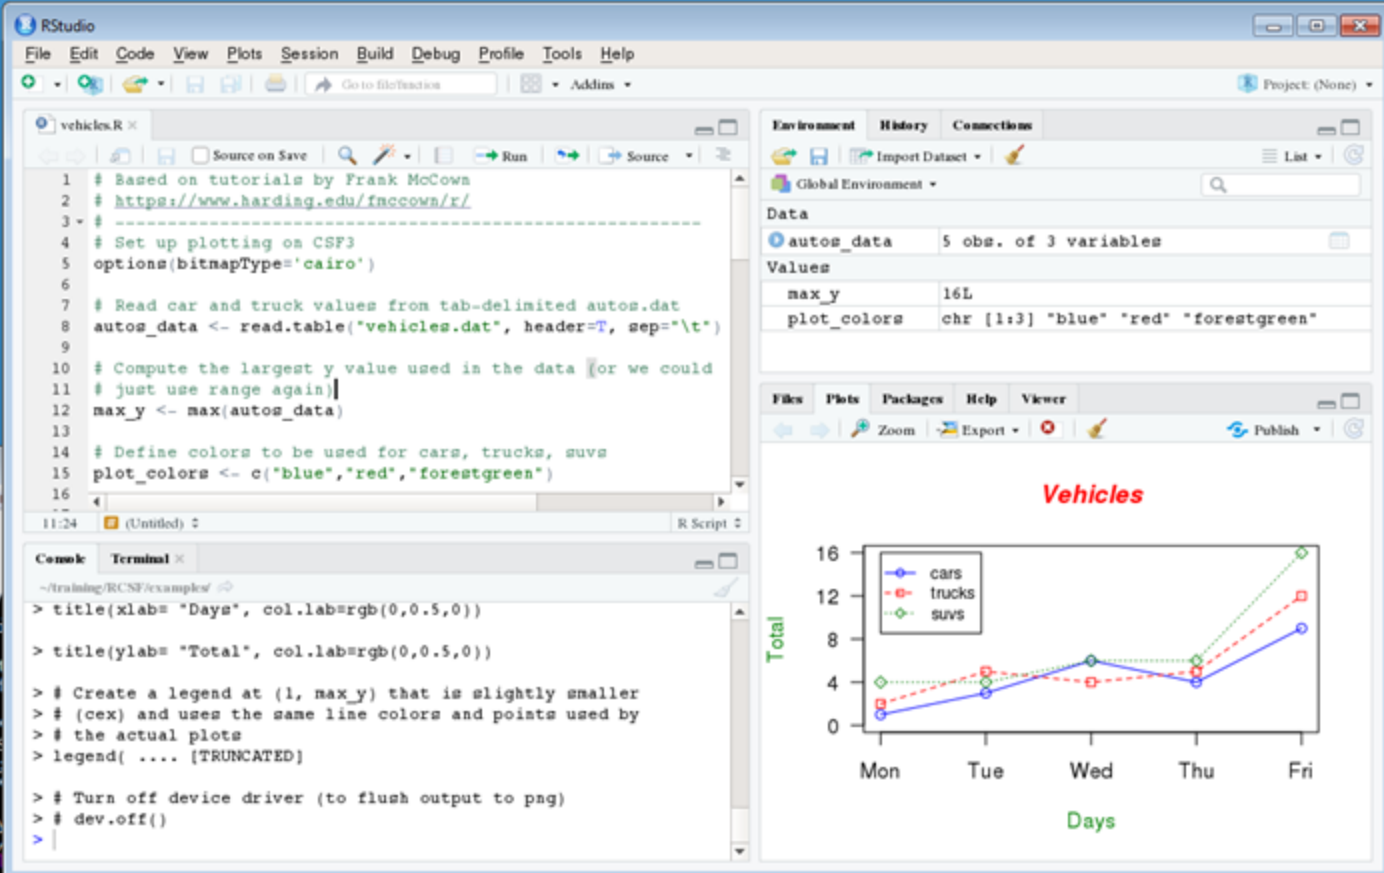 RStudio
File Edit Code View Plots Session Build Debug Profile Tools Help
Go to file/function Addins Project: (None)
vehicles.R
Source on Save Run Source
1 # Based on tutorials by Frank McCown
2 # https://www.harding.edu/fmccown/r/
3 # ----------------------------------------------------------
4 # Set up plotting on CSF3
5 options(bitmapType='cairo')
6
7 # Read car and truck values from tab-delimited autos.dat
8 autos_data <- read.table("vehicles.dat", header=T, sep="\t")
9
10 # Compute the largest y value used in the data (or we could
11 # just use range again)
12 max_y <- max(autos_data)
13
14 # Define colors to be used for cars, trucks, suvs
15 plot_colors <- c("blue","red","forestgreen")
16
11:24 (Untitled) R Script
Console Terminal
~/training/RCSF/examples/
> title(xlab= "Days", col.lab=rgb(0,0.5,0))
> title(ylab= "Total", col.lab=rgb(0,0.5,0))
> # Create a legend at (1, max_y) that is slightly smaller
> # (cex) and uses the same line colors and points used by
> # the actual plots
> legend( .... [TRUNCATED]
> # Turn off device driver (to flush output to png)
> # dev.off()
>
Environment History Connections
Import Dataset List
Global Environment
Data
autos_data 5 obs. of 3 variables
Values
max_y 16L
plot_colors chr [1:3] "blue" "red" "forestgreen"
Files Plots Packages Help Viewer
Zoom Export Publish
Vehicles
16
12
8
4
0
Total
cars
trucks
suvs
Mon Tue Wed Thu Fri
Days